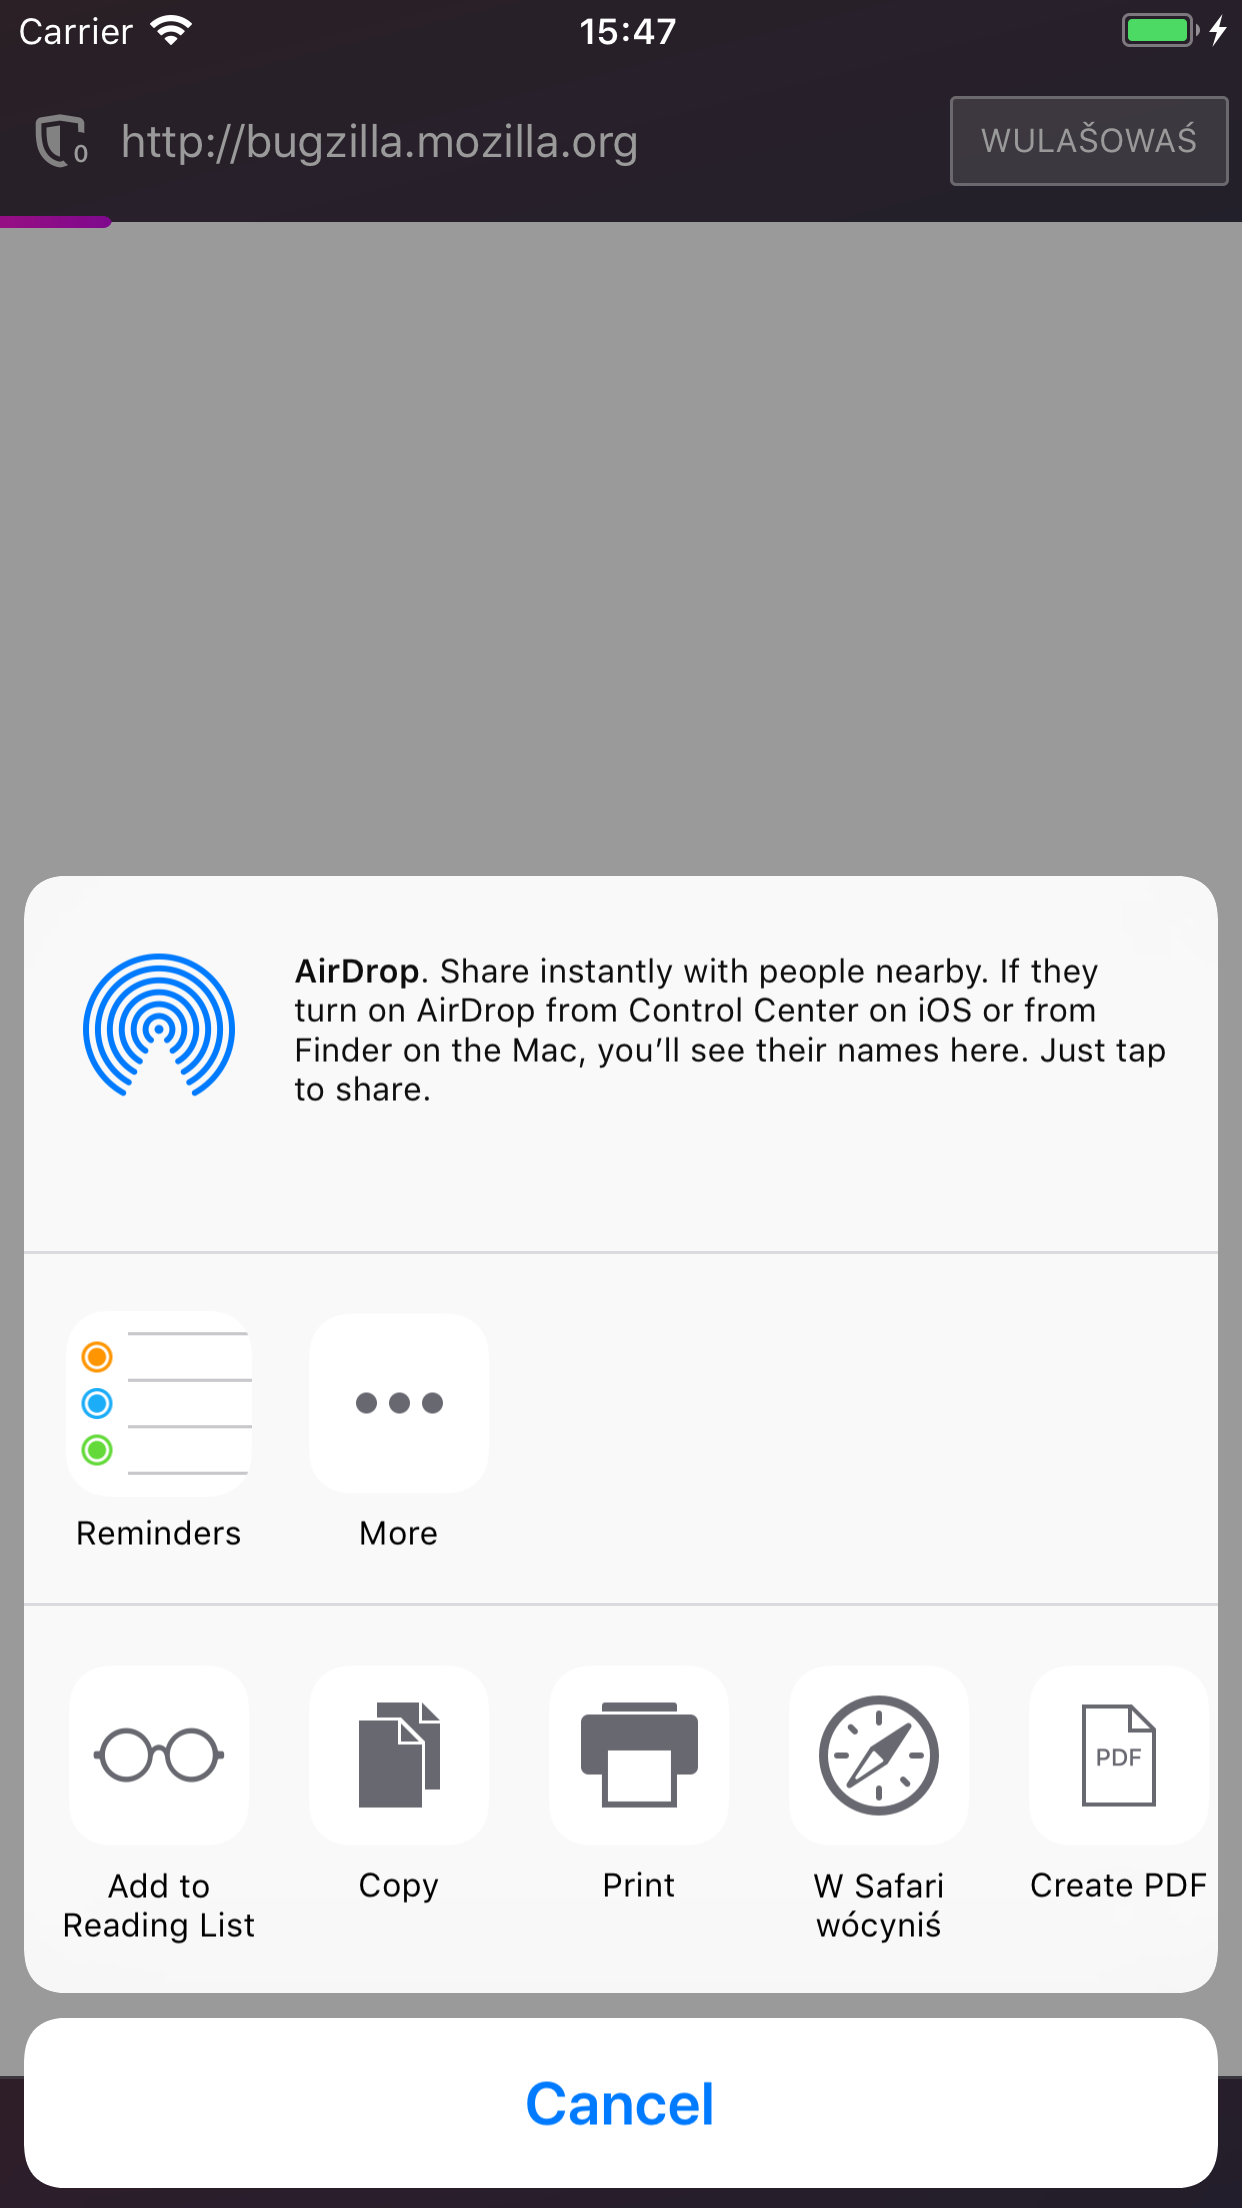 Carrier
15:47
0
http://bugzilla.mozilla.org
WULAŠOWAŚ
AirDrop. Share instantly with people nearby. If they
turn on AirDrop from Control Center on iOS or from
Finder on the Mac, you’ll see their names here. Just tap
to share.
Reminders
More
PDF
Add to
Reading List
Copy
Print
W Safari
wócyniś
Create PDF
Cancel